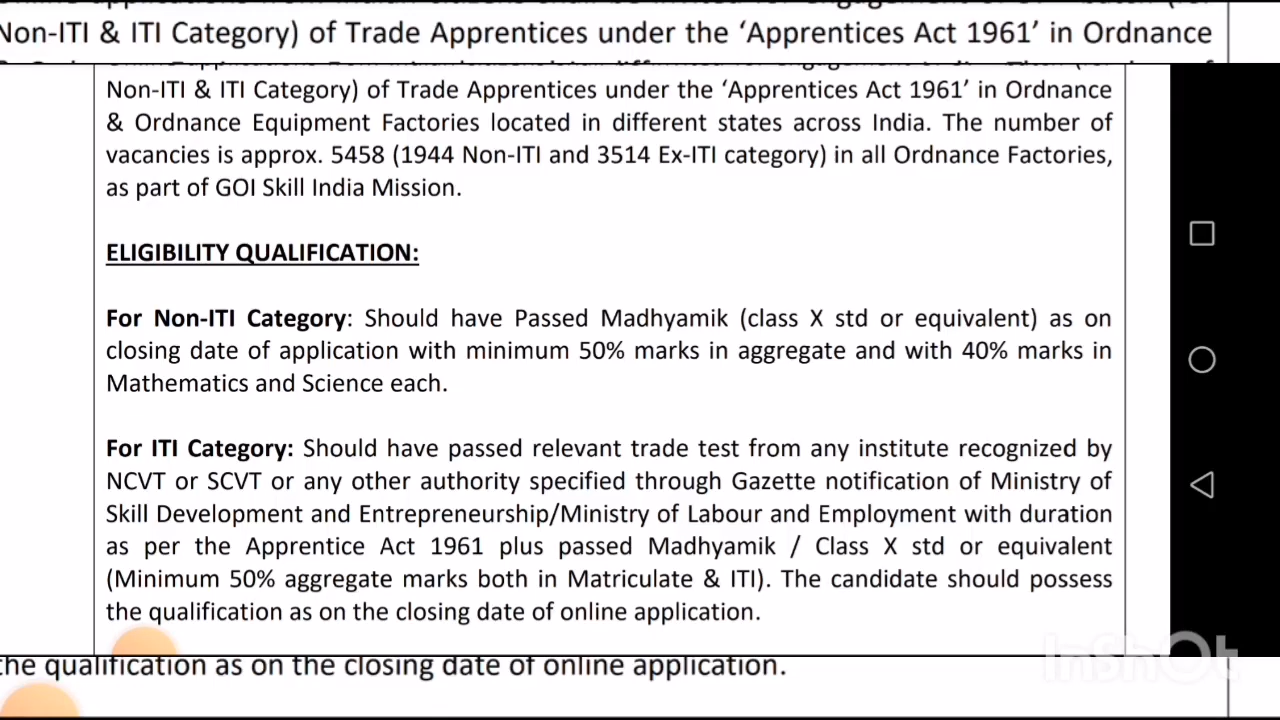 Non-ITI & ITI Category) of Trade Apprentices under the ‘Apprentices Act 1961’ in Ordnance
Non-ITI & ITI Category) of Trade Apprentices under the ‘Apprentices Act 1961’ in Ordnance
& Ordnance Equipment Factories located in different states across India. The number of
vacancies is approx. 5458 (1944 Non-ITI and 3514 Ex-ITI category) in all Ordnance Factories,
as part of GOI Skill India Mission.
ELIGIBILITY QUALIFICATION:
For Non-ITI Category: Should have Passed Madhyamik (class X std or equivalent) as on
closing date of application with minimum 50% marks in aggregate and with 40% marks in
Mathematics and Science each.
For ITI Category: Should have passed relevant trade test from any institute recognized by
NCVT or SCVT or any other authority specified through Gazette notification of Ministry of
Skill Development and Entrepreneurship/Ministry of Labour and Employment with duration
as per the Apprentice Act 1961 plus passed Madhyamik / Class X std or equivalent
(Minimum 50% aggregate marks both in Matriculate & ITI). The candidate should possess
the qualification as on the closing date of online application.
the qualification as on the closing date of online application.
InShOt